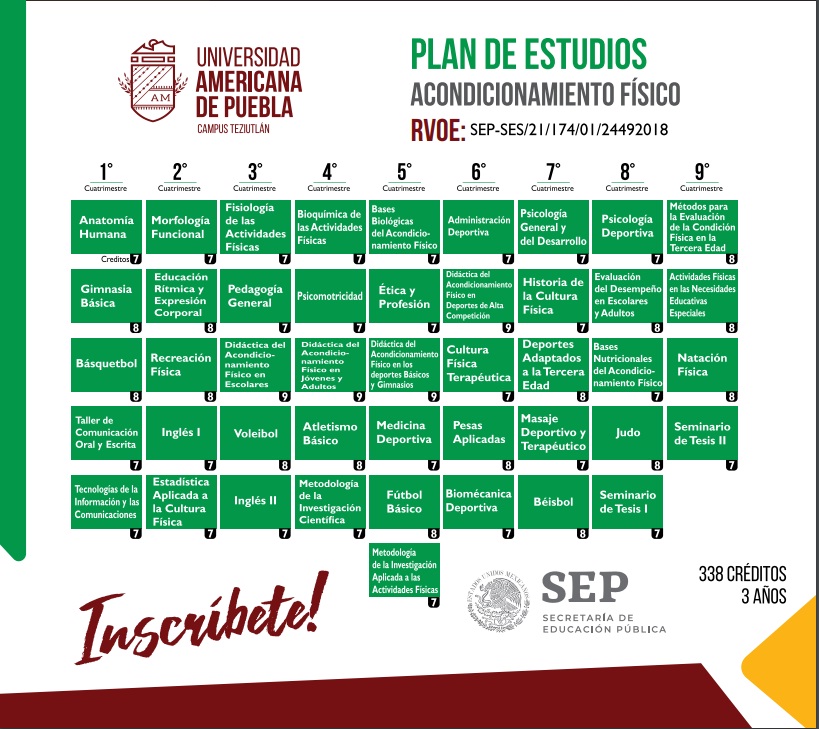 UNIVERSIDAD
AMERICANA
DE PUEBLA
CAMPUS TEZIUTLÁN
AM
PLAN DE ESTUDIOS
ACONDICIONAMIENTO FÍSICO
RVOE: SEP-SES/21/174/01/24492018
1° 2° 3° 4° 5° 6° 7° 8° 9°
Cuatrimestre Cuatrimestre Cuatrimestre Cuatrimestre Cuatrimestre Cuatrimestre Cuatrimestre Cuatrimestre Cuatrimestre
Anatomía
Humana
Creditos 7
Morfología
Funcional
7
Fisiología
de las
Actividades
Físicas
7
Bioquímica de
las Actividades
Físicas
7
Bases
Biológicas
del Acondicio-
namiento Físico
7
Administración
Deportiva
7
Psicología
General y
del Desarrollo
7
Psicología
Deportiva
7
Métodos para
la Evaluación
de la Condición
Física en la
Tercera Edad
8
Gimnasia
Básica
8
Educación
Rítmica y
Expresión
Corporal
8
Pedagogía
General
7
Psicomotricidad
7
Ética y
Profesión
7
Didáctica del
Acondicionamiento
Físico en
Deportes de Alta
Competición
9
Historia de
la Cultura
Física
7
Evaluación
del Desempeño
en Escolares
y Adultos
8
Actividades Físicas
en las Necesidades
Educativas
Especiales
8
Básquetbol
8
Recreación
Física
8
Didáctica del
Acondicio-
namiento
Físico en
Escolares
9
Didáctica del
Acondicio-
namiento
Físico en
Jóvenes y
Adultos
9
Didáctica del
Acondicionamiento
Físico en los
deportes Básicos
y Gimnasios
9
Cultura
Física
Terapéutica
7
Deportes
Adaptados
a la Tercera
Edad
8
Bases
Nutricionales
del Acondicio-
namiento Físico
7
Natación
Física
8
Taller de
Comunicación
Oral y Escrita
7
Inglés I
7
Voleibol
8
Atletismo
Básico
8
Medicina
Deportiva
7
Pesas
Aplicadas
8
Masaje
Deportivo y
Terapéutico
7
Judo
8
Seminario
de Tesis II
7
Tecnologías de la
Información y las
Comunicaciones
7
Estadística
Aplicada a
la Cultura
Física
7
Inglés II
7
Metodología
de la
Investigación
Científica
7
Fútbol
Básico
8
Biomécanica
Deportiva
7
Béisbol
8
Seminario
de Tesis I
7
Metodología
de la Investigación
Aplicada a las
Actividades Físicas
7
Inscríbete!
ESTADOS UNIDOS MEXICANOS
SEP
SECRETARÍA DE
EDUCACIÓN PÚBLICA
338 CRÉDITOS
3 AÑOS